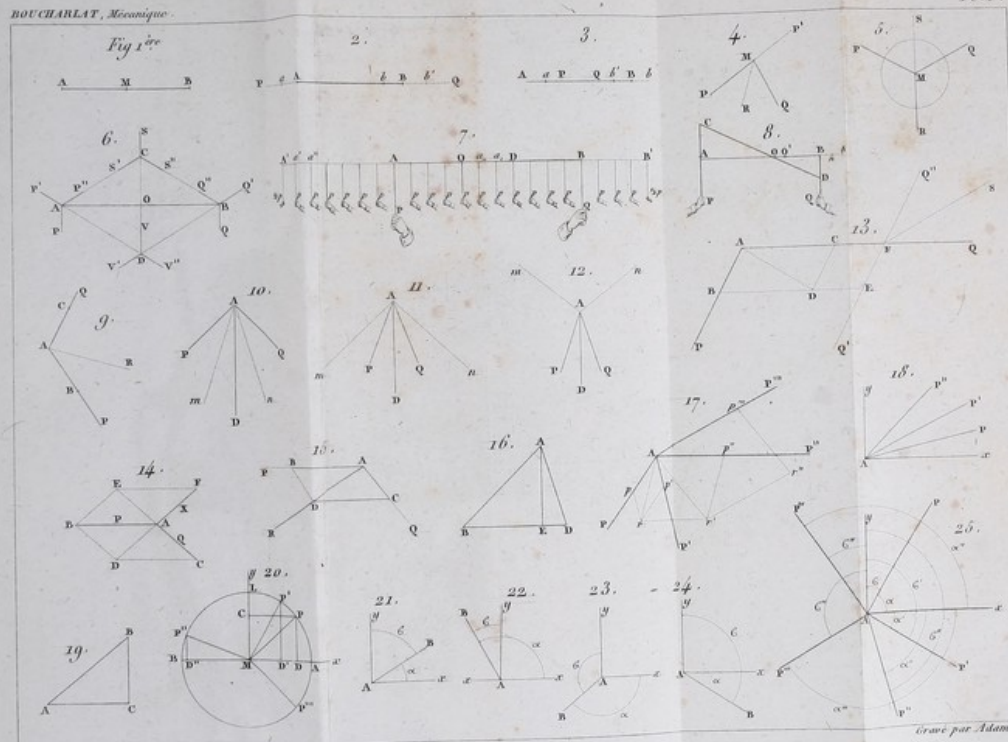 BOUCHARLAT, Mécanique.
Fig 1ère
A M B
2.
P c A b B b' Q
3.
A a P Q b' B b
4.
P' M P R Q
5.
S P Q M R
6.
S C S' S'' P' P'' Q'' Q' A O B P V Q D V' V''
7.
A' a' a'' A O a, a, D B B'
P Q
8.
C A O O' B D P Q
9.
Q C A R B P
10.
A P Q m n D
11.
A m P Q n D
12.
m n A P Q D
13.
Q'' S A C F Q B D E P Q'
14.
E F X B P A Q D C
15.
P B A D C R Q
16.
A B E D
17.
P''' A P'' P P'
18.
y P'' P' P A x
19.
B A C
20.
y L P' C P P'' B D'' M D' D A x P'''
21.
y B A x
22.
B y x A x
23.
y A x B
24.
y A x B
25.
P y P x A P' P''
Gravé par Adam